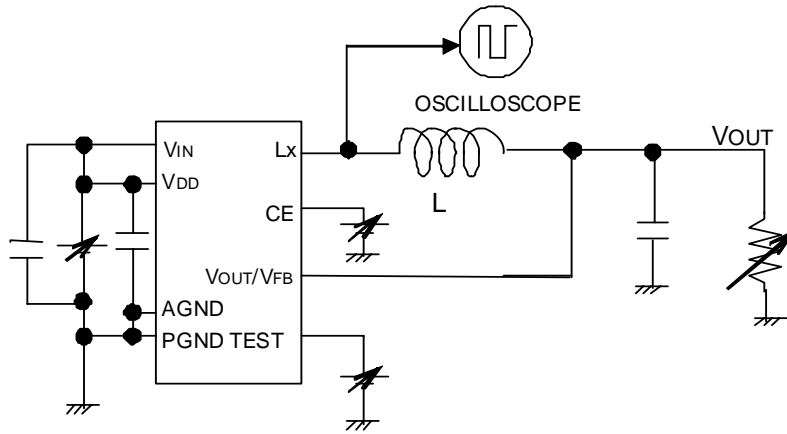 OSCILLOSCOPE
VOUT
VIN
LX
VDD
L
CE
VOUT/VFB
AGND
PGND TEST